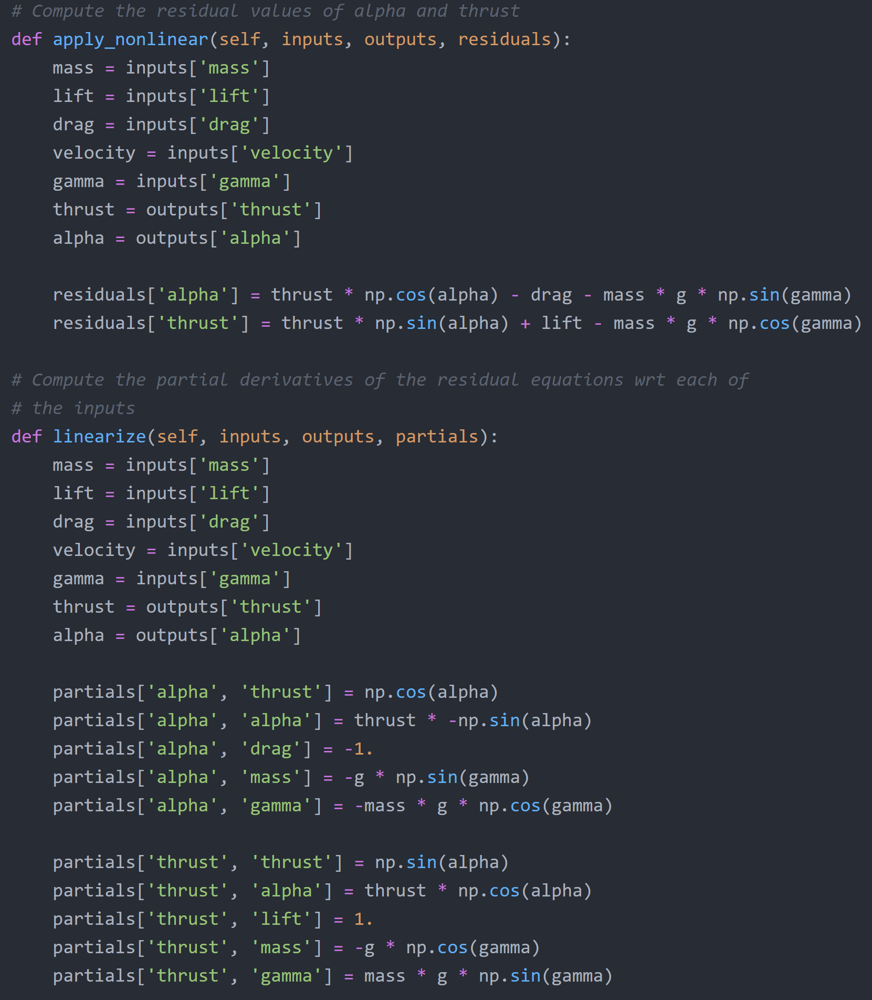 # Compute the residual values of alpha and thrust
def apply_nonlinear(self, inputs, outputs, residuals):
    mass = inputs['mass']
    lift = inputs['lift']
    drag = inputs['drag']
    velocity = inputs['velocity']
    gamma = inputs['gamma']
    thrust = outputs['thrust']
    alpha = outputs['alpha']

    residuals['alpha'] = thrust * np.cos(alpha) - drag - mass * g * np.sin(gamma)
    residuals['thrust'] = thrust * np.sin(alpha) + lift - mass * g * np.cos(gamma)

# Compute the partial derivatives of the residual equations wrt each of
# the inputs
def linearize(self, inputs, outputs, partials):
    mass = inputs['mass']
    lift = inputs['lift']
    drag = inputs['drag']
    velocity = inputs['velocity']
    gamma = inputs['gamma']
    thrust = outputs['thrust']
    alpha = outputs['alpha']

    partials['alpha', 'thrust'] = np.cos(alpha)
    partials['alpha', 'alpha'] = thrust * -np.sin(alpha)
    partials['alpha', 'drag'] = -1.
    partials['alpha', 'mass'] = -g * np.sin(gamma)
    partials['alpha', 'gamma'] = -mass * g * np.cos(gamma)

    partials['thrust', 'thrust'] = np.sin(alpha)
    partials['thrust', 'alpha'] = thrust * np.cos(alpha)
    partials['thrust', 'lift'] = 1.
    partials['thrust', 'mass'] = -g * np.cos(gamma)
    partials['thrust', 'gamma'] = mass * g * np.sin(gamma)